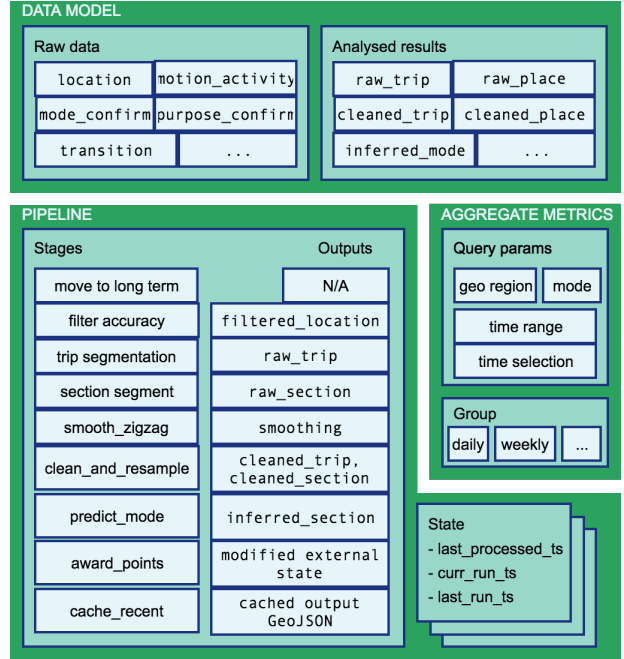 DATA MODEL
Raw data
location
motion_activity
mode_confirm
purpose_confirm
transition
...
Analysed results
raw_trip
raw_place
cleaned_trip
cleaned_place
inferred_mode
...
PIPELINE
Stages
Outputs
move to long term
N/A
filter accuracy
filtered_location
trip segmentation
raw_trip
section segment
raw_section
smooth_zigzag
smoothing
clean_and_resample
cleaned_trip,
cleaned_section
predict_mode
inferred_section
award_points
modified external
state
cache_recent
cached output
GeoJSON
AGGREGATE METRICS
Query params
geo region
mode
time range
time selection
Group
daily
weekly
...
State
- last_processed_ts
- curr_run_ts
- last_run_ts